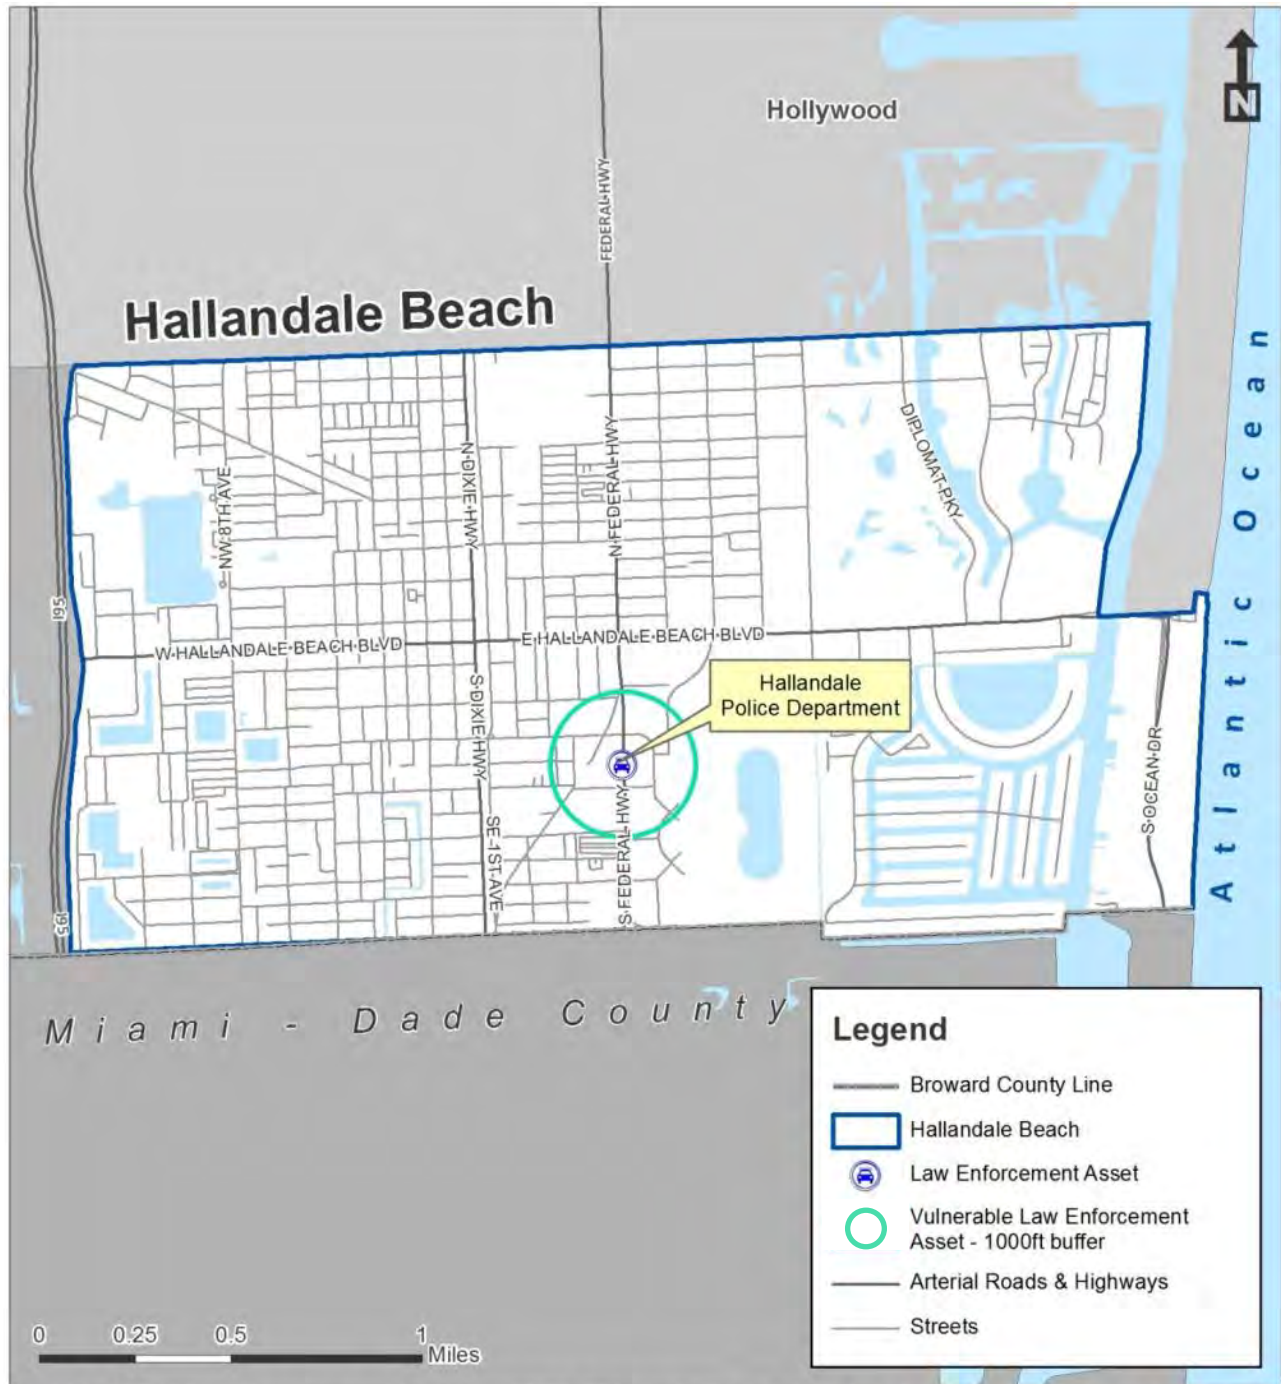 Hollywood
N
FEDERAL HWY
Hallandale Beach
Atlantic Ocean
NW 8TH AVE
N DIXIE HWY
N FEDERAL HWY
DIPLOMAT PKY
I95
W HALLANDALE BEACH BLVD
E HALLANDALE BEACH BLVD
Hallandale
Police Department
S DIXIE HWY
S OCEAN DR
SE 1ST AVE
S FEDERAL HWY
I95
Miami - Dade County
Legend
Broward County Line
Hallandale Beach
Law Enforcement Asset
Vulnerable Law Enforcement
Asset - 1000ft buffer
Arterial Roads & Highways
Streets
0 0.25 0.5 1
Miles